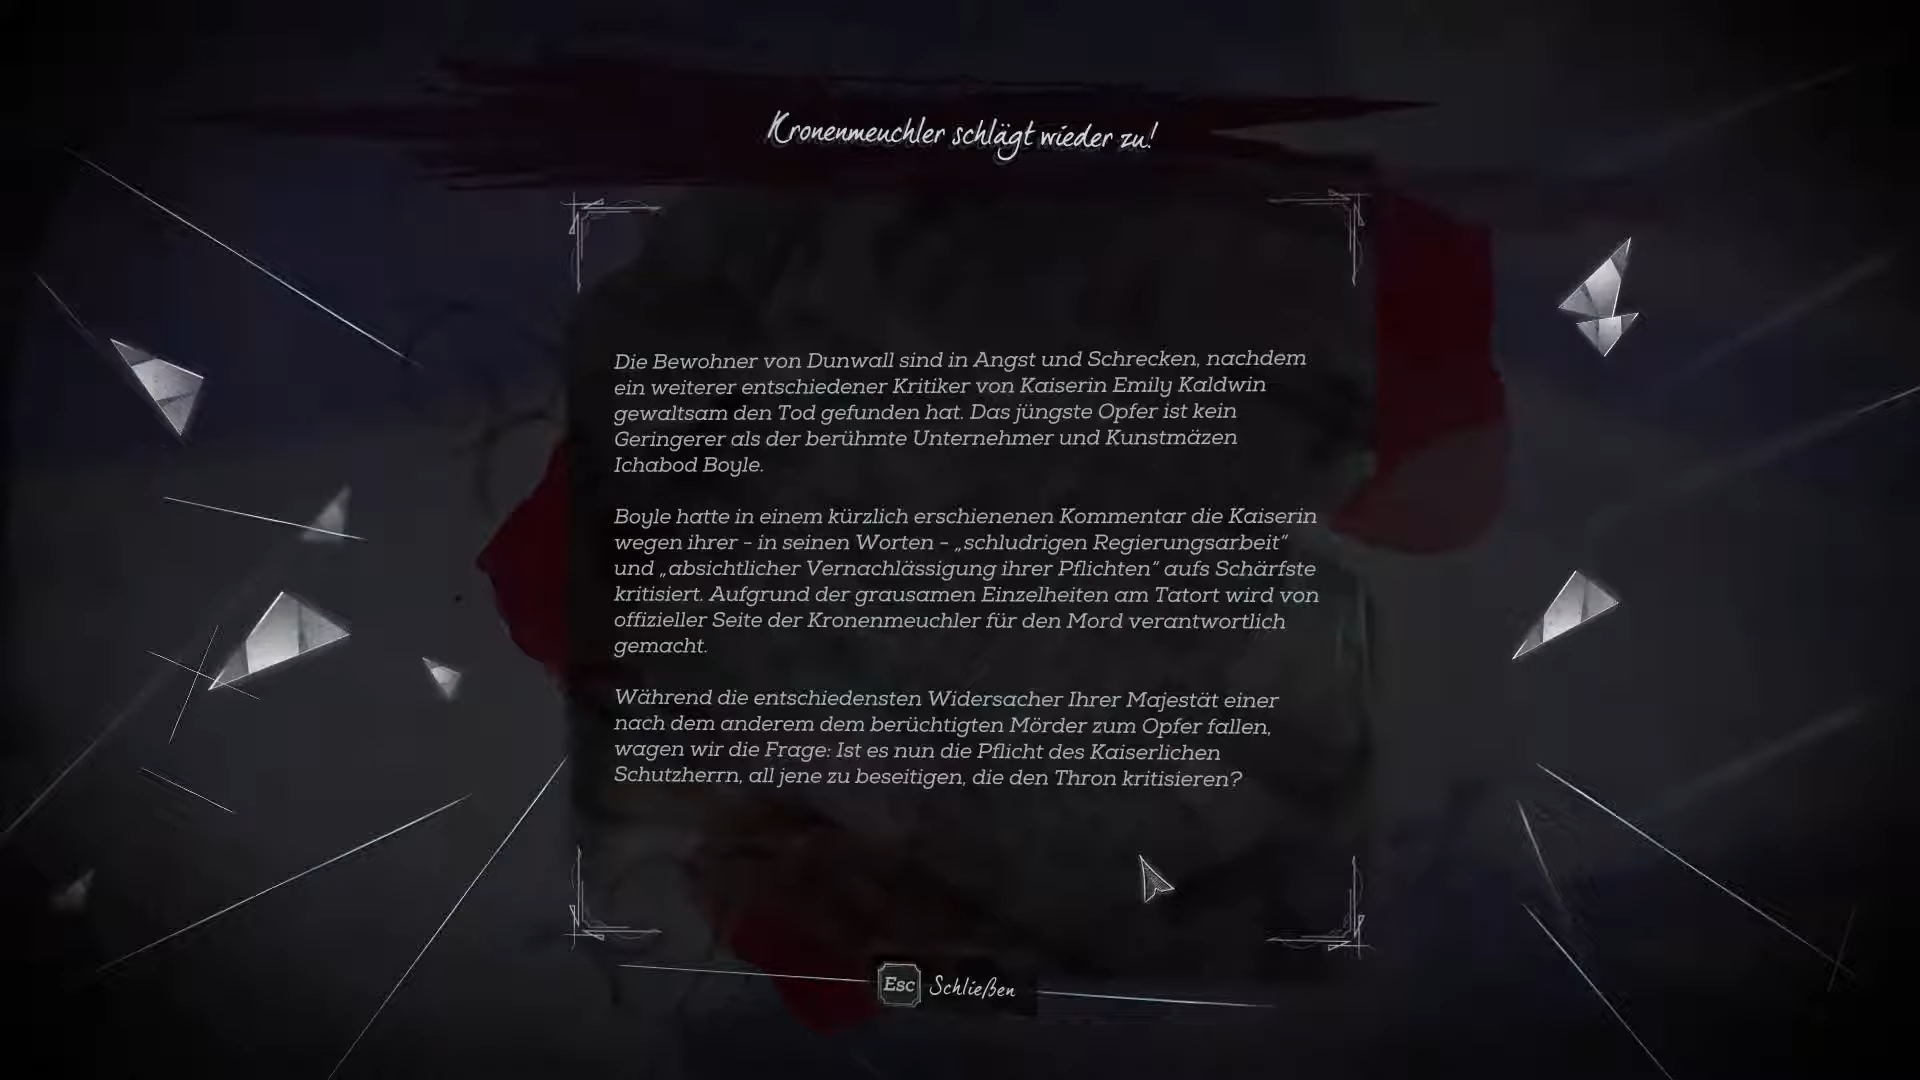 Kronenmeuchler schlägt wieder zu!
Die Bewohner von Dunwall sind in Angst und Schrecken, nachdem
ein weiterer entschiedener Kritiker von Kaiserin Emily Kaldwin
gewaltsam den Tod gefunden hat. Das jüngste Opfer ist kein
Geringerer als der berühmte Unternehmer und Kunstmäzen
Ichabod Boyle.
Boyle hatte in einem kürzlich erschienenen Kommentar die Kaiserin
wegen ihrer - in seinen Worten - „schludrigen Regierungsarbeit“
und „absichtlicher Vernachlässigung ihrer Pflichten“ aufs Schärfste
kritisiert. Aufgrund der grausamen Einzelheiten am Tatort wird von
offizieller Seite der Kronenmeuchler für den Mord verantwortlich
gemacht.
Während die entschiedensten Widersacher Ihrer Majestät einer
nach dem anderem dem berüchtigten Mörder zum Opfer fallen,
wagen wir die Frage: Ist es nun die Pflicht des Kaiserlichen
Schutzherrn, all jene zu beseitigen, die den Thron kritisieren?
Esc Schließen